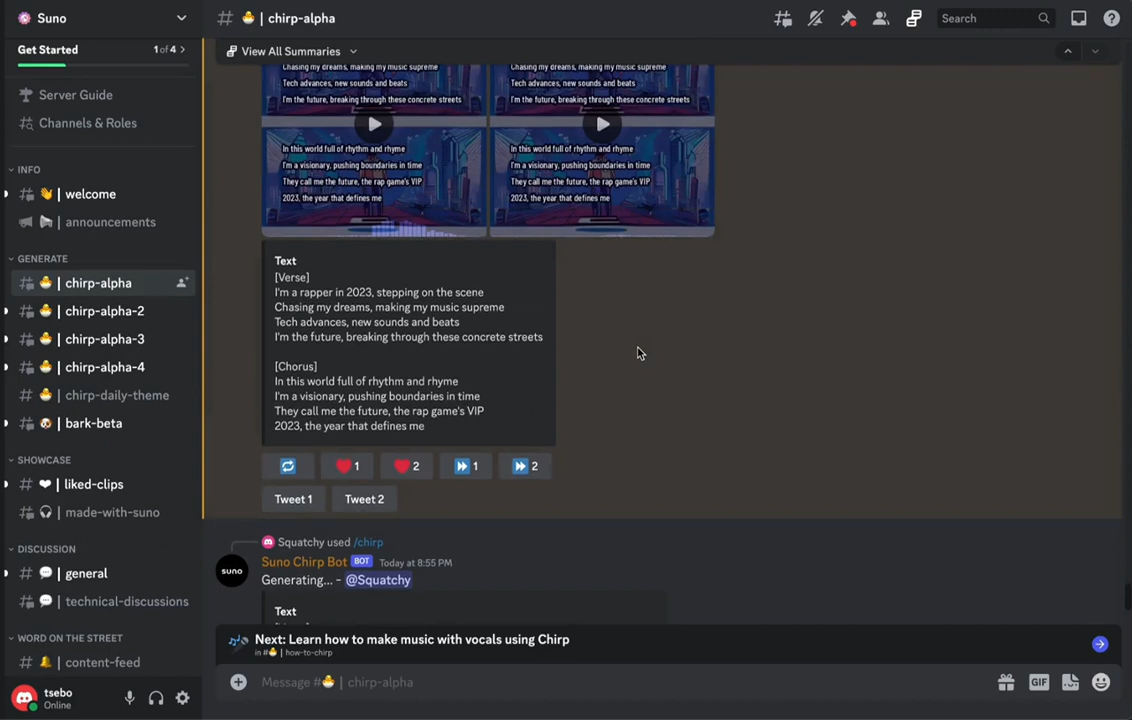 Suno
# 🐣 | chirp-alpha
Search
Get Started
1 of 4 >
View All Summaries
Server Guide
Channels & Roles
INFO
👋 | welcome
📢 | announcements
GENERATE
🐣 | chirp-alpha
🐣 | chirp-alpha-2
🐣 | chirp-alpha-3
🐣 | chirp-alpha-4
🐣 | chirp-daily-theme
🐶 | bark-beta
SHOWCASE
❤ | liked-clips
🎧 | made-with-suno
DISCUSSION
💬 | general
💬 | technical-discussions
WORD ON THE STREET
🔔 | content-feed
tsebo
Online
Chasing my dreams, making my music supreme
Tech advances, new sounds and beats
I'm the future, breaking through these concrete streets
In this world full of rhythm and rhyme
I'm a visionary, pushing boundaries in time
They call me the future, the rap game's VIP
2023, the year that defines me
Chasing my dreams, making my music supreme
Tech advances, new sounds and beats
I'm the future, breaking through these concrete streets
In this world full of rhythm and rhyme
I'm a visionary, pushing boundaries in time
They call me the future, the rap game's VIP
2023, the year that defines me
Text
[Verse]
I'm a rapper in 2023, stepping on the scene
Chasing my dreams, making my music supreme
Tech advances, new sounds and beats
I'm the future, breaking through these concrete streets
[Chorus]
In this world full of rhythm and rhyme
I'm a visionary, pushing boundaries in time
They call me the future, the rap game's VIP
2023, the year that defines me
🔁 ❤️ 1 ❤️ 2 ⏩ 1 ⏩ 2
Tweet 1 Tweet 2
Squatchy used /chirp
suno
Suno Chirp Bot BOT Today at 8:55 PM
Generating... - @Squatchy
Text
Next: Learn how to make music with vocals using Chirp
in #🐣 | how-to-chirp
Message #🐣 | chirp-alpha
GIF